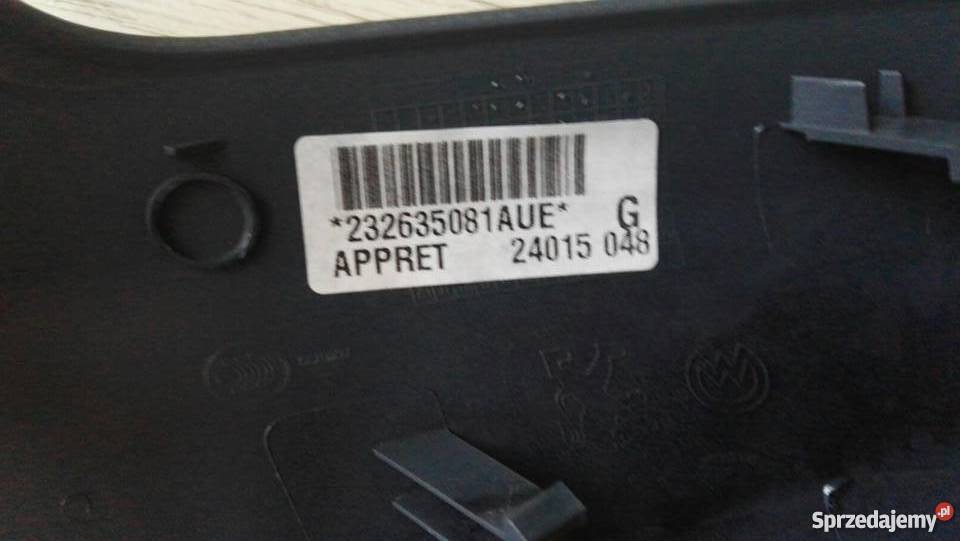 *232635081AUE* G
APPRET 24015 048
Sprzedajemy.pl